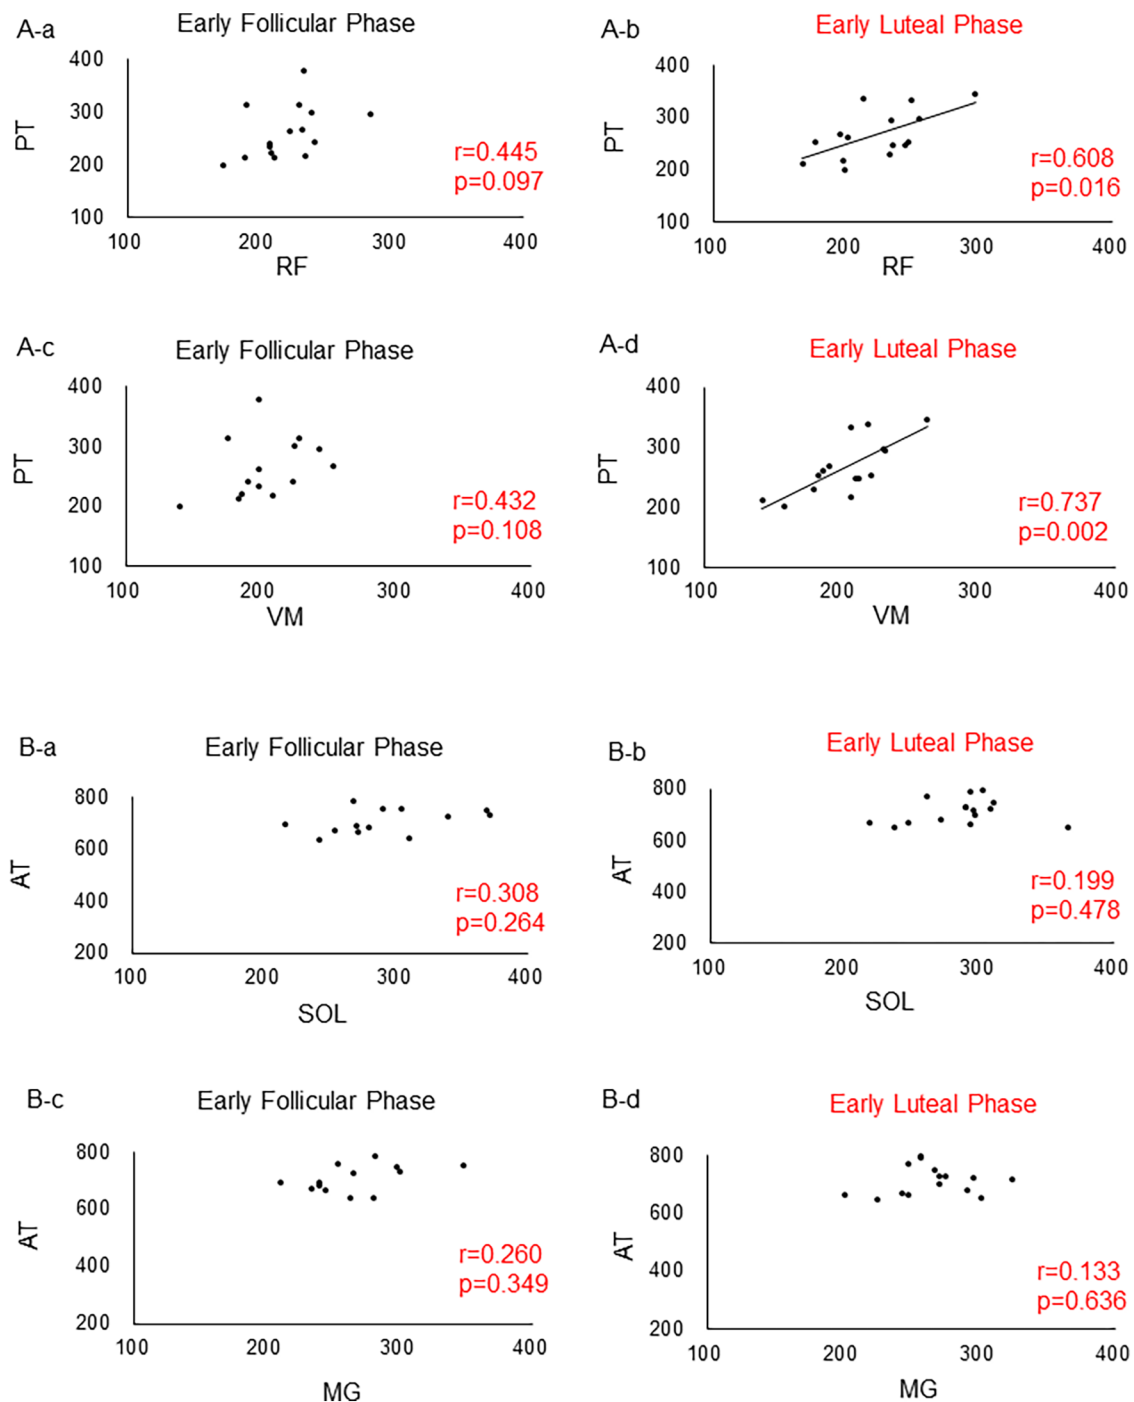 A-a
Early Follicular Phase
400
300
200
100
PT
r=0.445
p=0.097
100 200 300 400
RF
A-b
Early Luteal Phase
400
300
200
100
PT
r=0.608
p=0.016
100 200 300 400
RF
A-c
Early Follicular Phase
400
300
200
100
PT
r=0.432
p=0.108
100 200 300 400
VM
A-d
Early Luteal Phase
400
300
200
100
PT
r=0.737
p=0.002
100 200 300 400
VM
B-a
Early Follicular Phase
800
600
400
200
AT
r=0.308
p=0.264
100 200 300 400
SOL
B-b
Early Luteal Phase
800
600
400
200
AT
r=0.199
p=0.478
100 200 300 400
SOL
B-c
Early Follicular Phase
800
600
400
200
AT
r=0.260
p=0.349
100 200 300 400
MG
B-d
Early Luteal Phase
800
600
400
200
AT
r=0.133
p=0.636
100 200 300 400
MG